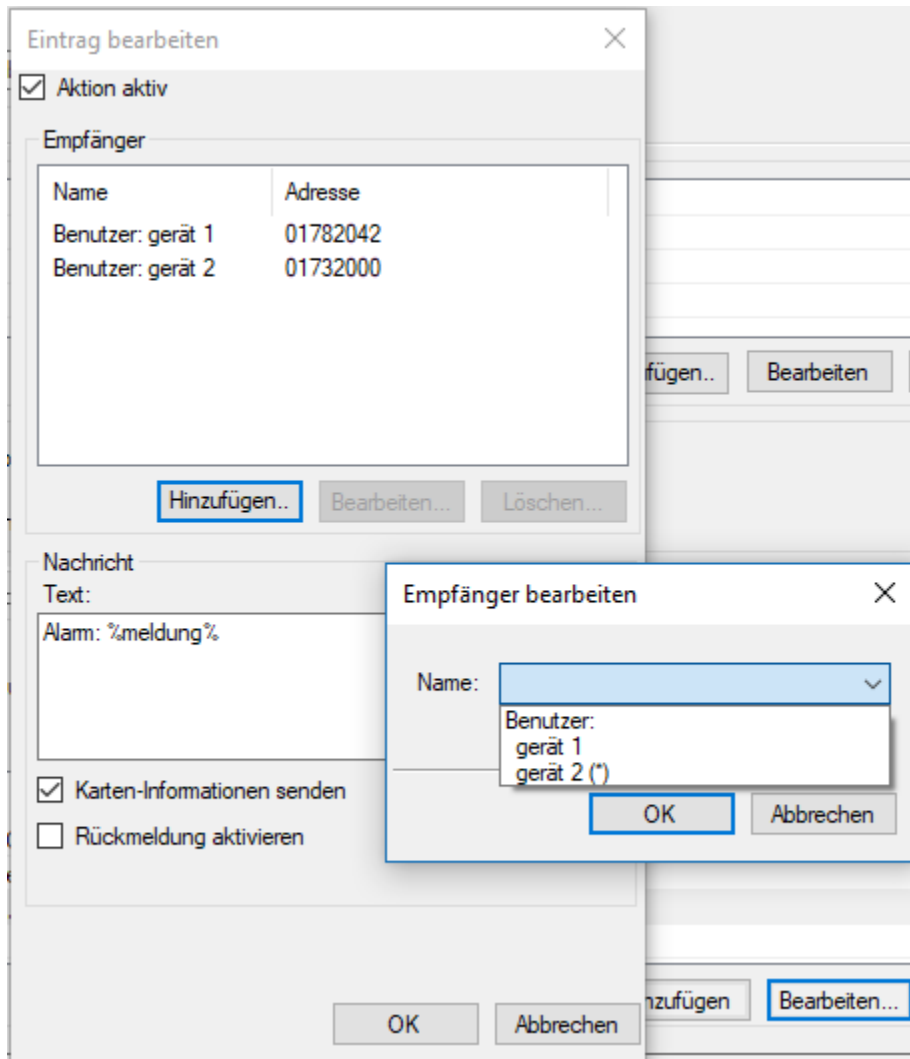 Eintrag bearbeiten
Aktion aktiv
Empfänger
Name Adresse
Benutzer: gerät 1 01782042
Benutzer: gerät 2 01732000
fügen.. Bearbeiten
Hinzufügen.. Bearbeiten... Löschen...
Nachricht
Text:
Alarm: %meldung%
Empfänger bearbeiten
Name:
Benutzer:
gerät 1
gerät 2 (*)
OK Abbrechen
Karten-Informationen senden
Rückmeldung aktivieren
nzufügen Bearbeiten...
OK Abbrechen